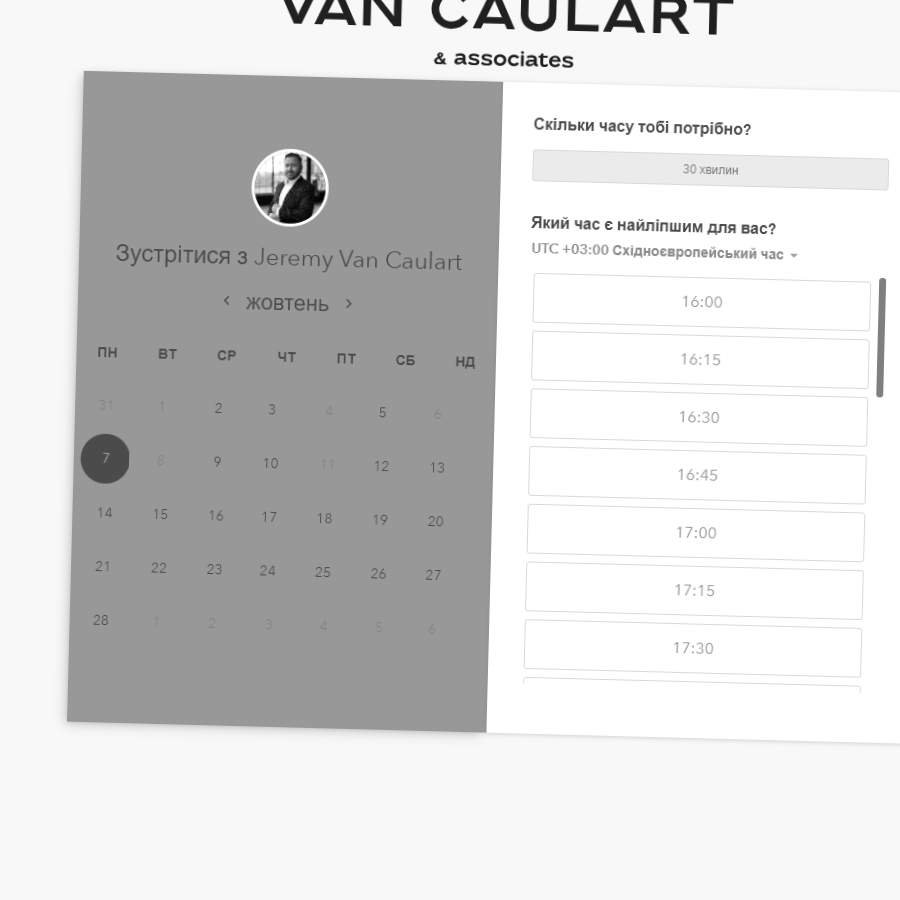 VAN CAULART
& associates
Зустрітися з Jeremy Van Caulart
‹ жовтень ›
ПН ВТ СР ЧТ ПТ СБ НД
31 1 2 3 4 5 6
7 8 9 10 11 12 13
14 15 16 17 18 19 20
21 22 23 24 25 26 27
28 1 2 3 4 5 6
Скільки часу тобі потрібно?
30 хвилин
Який час є найліпшим для вас?
UTC +03:00 Східноєвропейський час
16:00
16:15
16:30
16:45
17:00
17:15
17:30